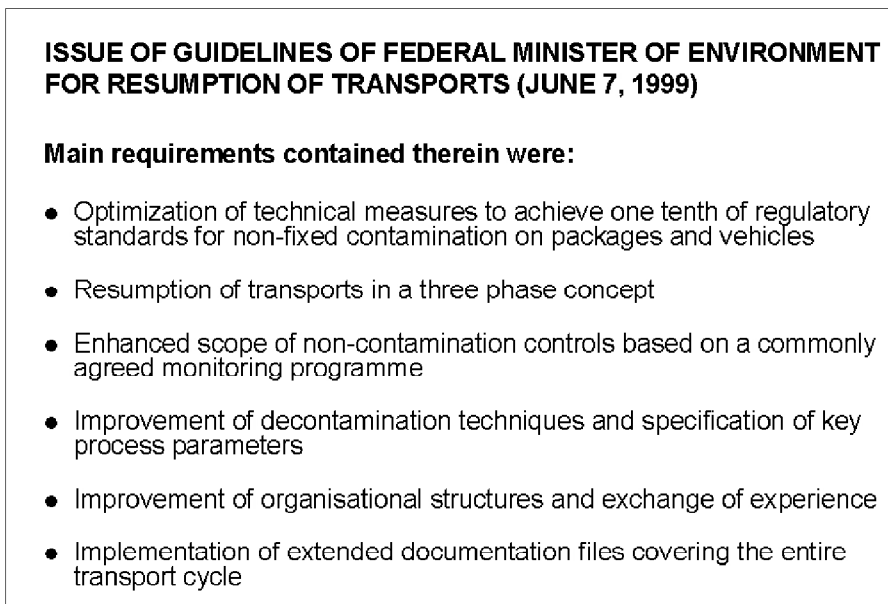 ISSUE OF GUIDELINES OF FEDERAL MINISTER OF ENVIRONMENT
FOR RESUMPTION OF TRANSPORTS (JUNE 7, 1999)
Main requirements contained therein were:
● Optimization of technical measures to achieve one tenth of regulatory
standards for non-fixed contamination on packages and vehicles
● Resumption of transports in a three phase concept
● Enhanced scope of non-contamination controls based on a commonly
agreed monitoring programme
● Improvement of decontamination techniques and specification of key
process parameters
● Improvement of organisational structures and exchange of experience
● Implementation of extended documentation files covering the entire
transport cycle